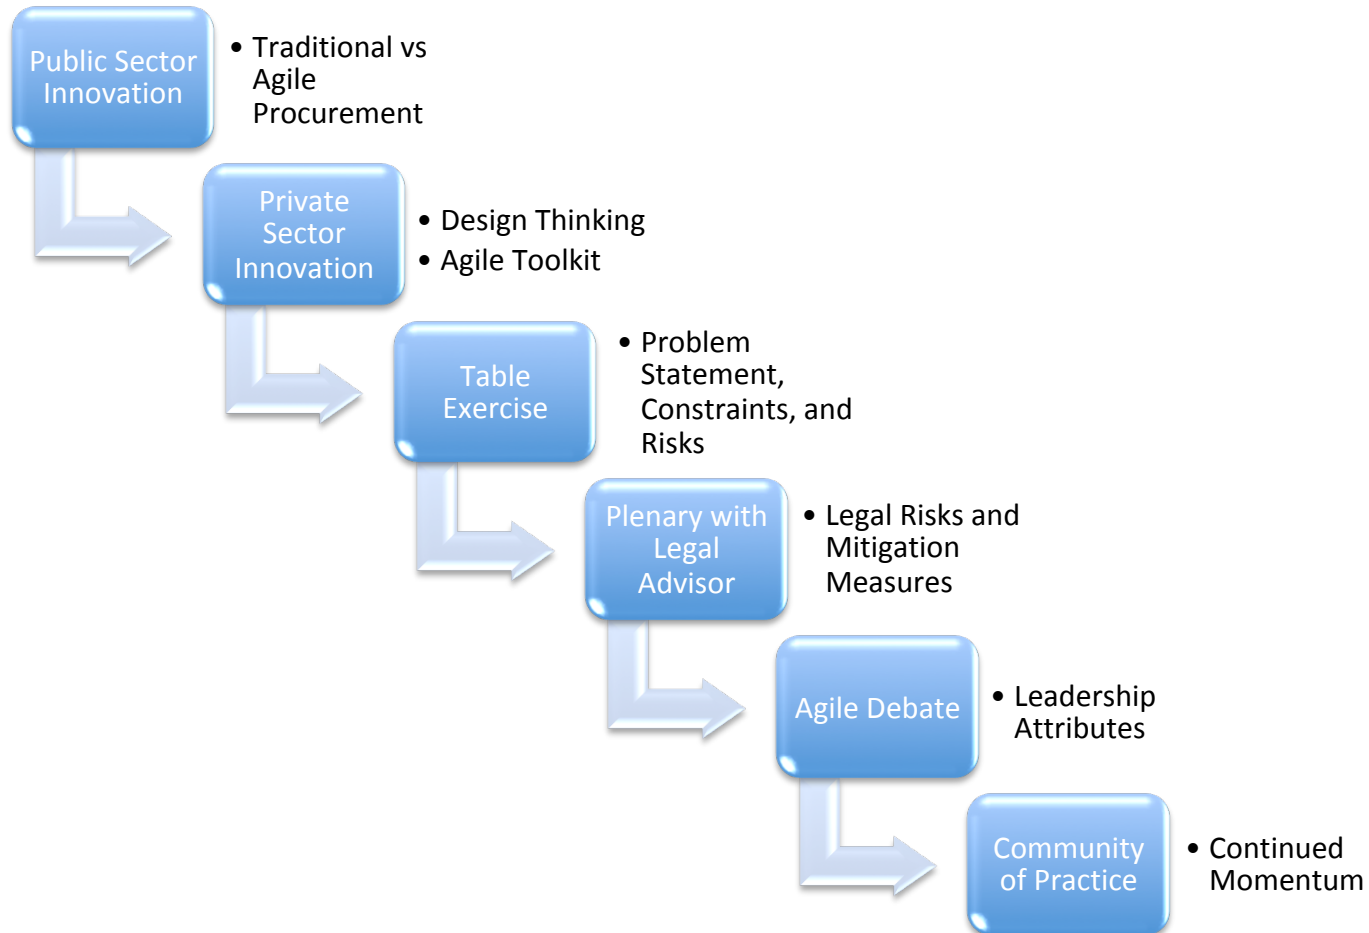 Public Sector
Innovation
• Traditional vs
Agile
Procurement
Private
Sector
Innovation
• Design Thinking
• Agile Toolkit
Table
Exercise
• Problem
Statement,
Constraints, and
Risks
Plenary with
Legal
Advisor
• Legal Risks and
Mitigation
Measures
Agile Debate
• Leadership
Attributes
Community
of Practice
• Continued
Momentum